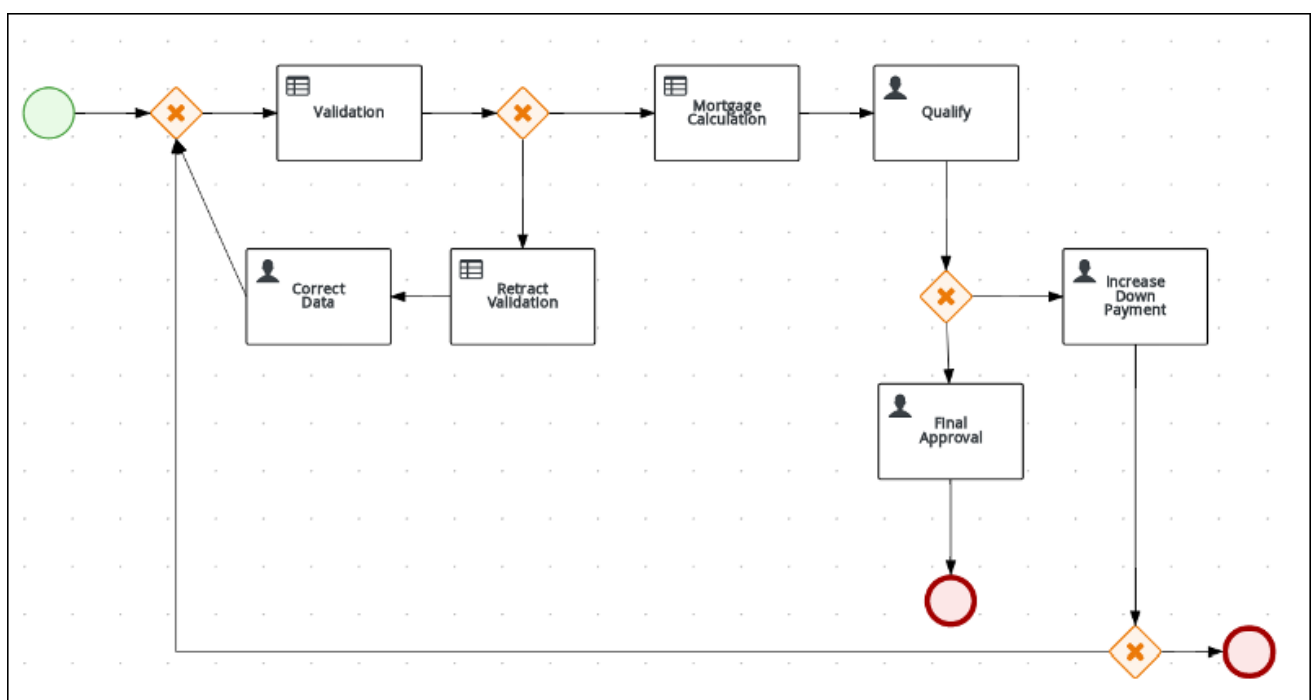 Validation
Mortgage
Calculation
Qualify
Correct
Data
Retract
Validation
Increase
Down
Payment
Final
Approval